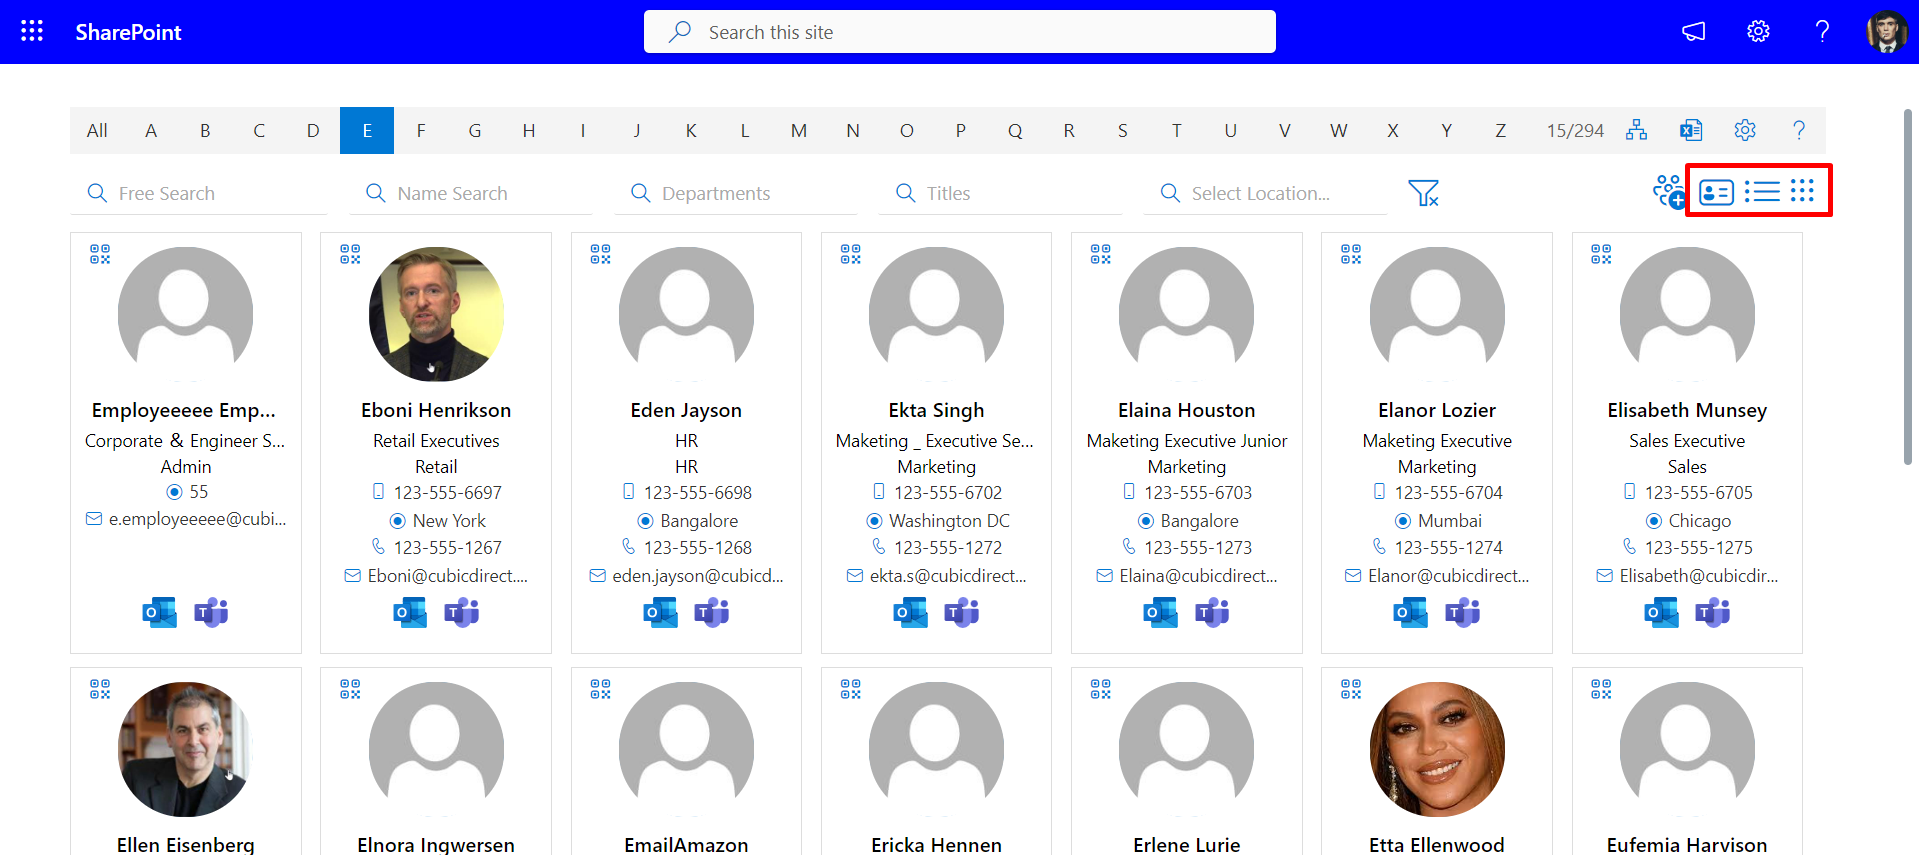 SharePoint
Search this site
All A B C D E F G H I J K L M N O P Q R S T U V W X Y Z 15/294
Free Search Name Search Departments Titles Select Location...
Employeeeee Emp...
Corporate & Engineer S...
Admin
55
e.employeeeee@cubi...
Eboni Henrikson
Retail Executives
Retail
123-555-6697
New York
123-555-1267
Eboni@cubicdirect....
Eden Jayson
HR
HR
123-555-6698
Bangalore
123-555-1268
eden.jayson@cubicd...
Ekta Singh
Maketing _ Executive Se...
Marketing
123-555-6702
Washington DC
123-555-1272
ekta.s@cubicdirect...
Elaina Houston
Maketing Executive Junior
Marketing
123-555-6703
Bangalore
123-555-1273
Elaina@cubicdirect...
Elanor Lozier
Maketing Executive
Marketing
123-555-6704
Mumbai
123-555-1274
Elanor@cubicdirect...
Elisabeth Munsey
Sales Executive
Sales
123-555-6705
Chicago
123-555-1275
Elisabeth@cubicdir...
Ellen Eisenberg
Elnora Ingwersen
EmailAmazon
Ericka Hennen
Erlene Lurie
Etta Ellenwood
Eufemia Harvison